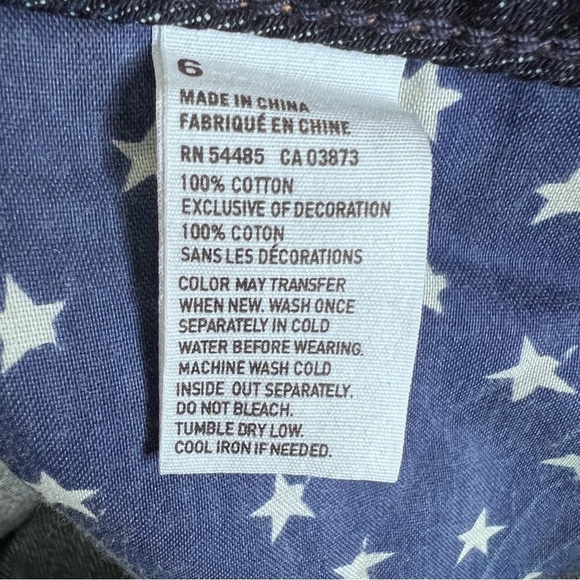 6
MADE IN CHINA
FABRIQUÉ EN CHINE
RN 54485 CA 03873
100% COTTON
EXCLUSIVE OF DECORATION
100% COTON
SANS LES DÉCORATIONS
COLOR MAY TRANSFER
WHEN NEW. WASH ONCE
SEPARATELY IN COLD
WATER BEFORE WEARING.
MACHINE WASH COLD
INSIDE OUT SEPARATELY.
DO NOT BLEACH.
TUMBLE DRY LOW.
COOL IRON IF NEEDED.